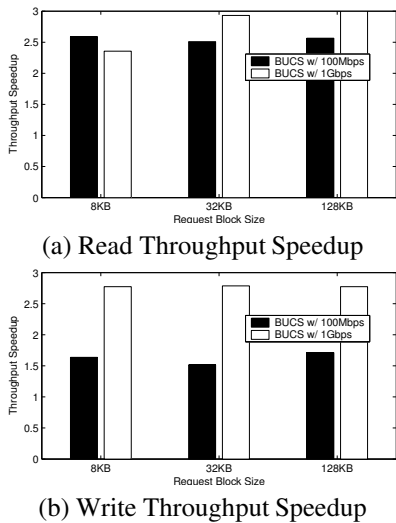 3
2.5
2
1.5
1
0.5
0
Throughput Speedup
BUCS w/ 100Mbps
BUCS w/ 1Gbps
8KB 32KB 128KB
Request Block Size
(a) Read Throughput Speedup
3
2.5
2
1.5
1
0.5
0
Throughput Speedup
BUCS w/ 100Mbps
BUCS w/ 1Gbps
8KB 32KB 128KB
Request Block Size
(b) Write Throughput Speedup